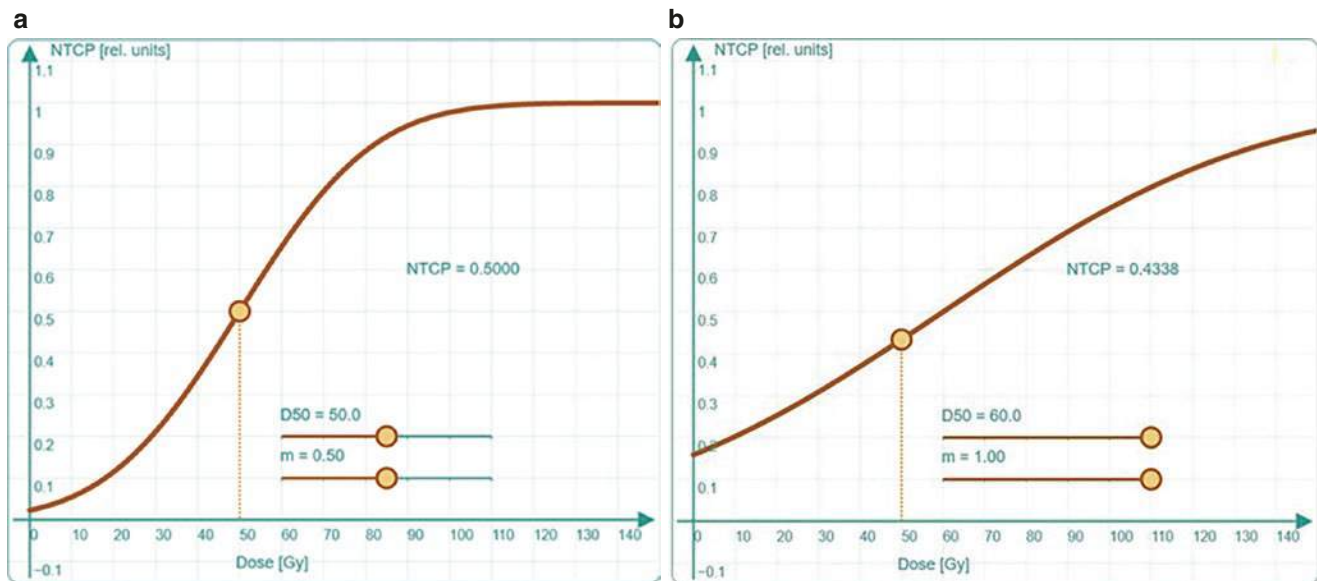 a
NTCP [rel. units]
1.1
1
0.9
0.8
0.7
0.6
0.5
0.4
0.3
0.2
0.1
−0.1
NTCP = 0.5000
D50 = 50.0
m = 0.50
0 10 20 30 40 50 60 70 80 90 100 110 120 130 140
Dose [Gy]
b
NTCP [rel. units]
1.1
1
0.9
0.8
0.7
0.6
0.5
0.4
0.3
0.2
0.1
−0.1
NTCP = 0.4338
D50 = 60.0
m = 1.00
0 10 20 30 40 50 60 70 80 90 100 110 120 130 140
Dose [Gy]